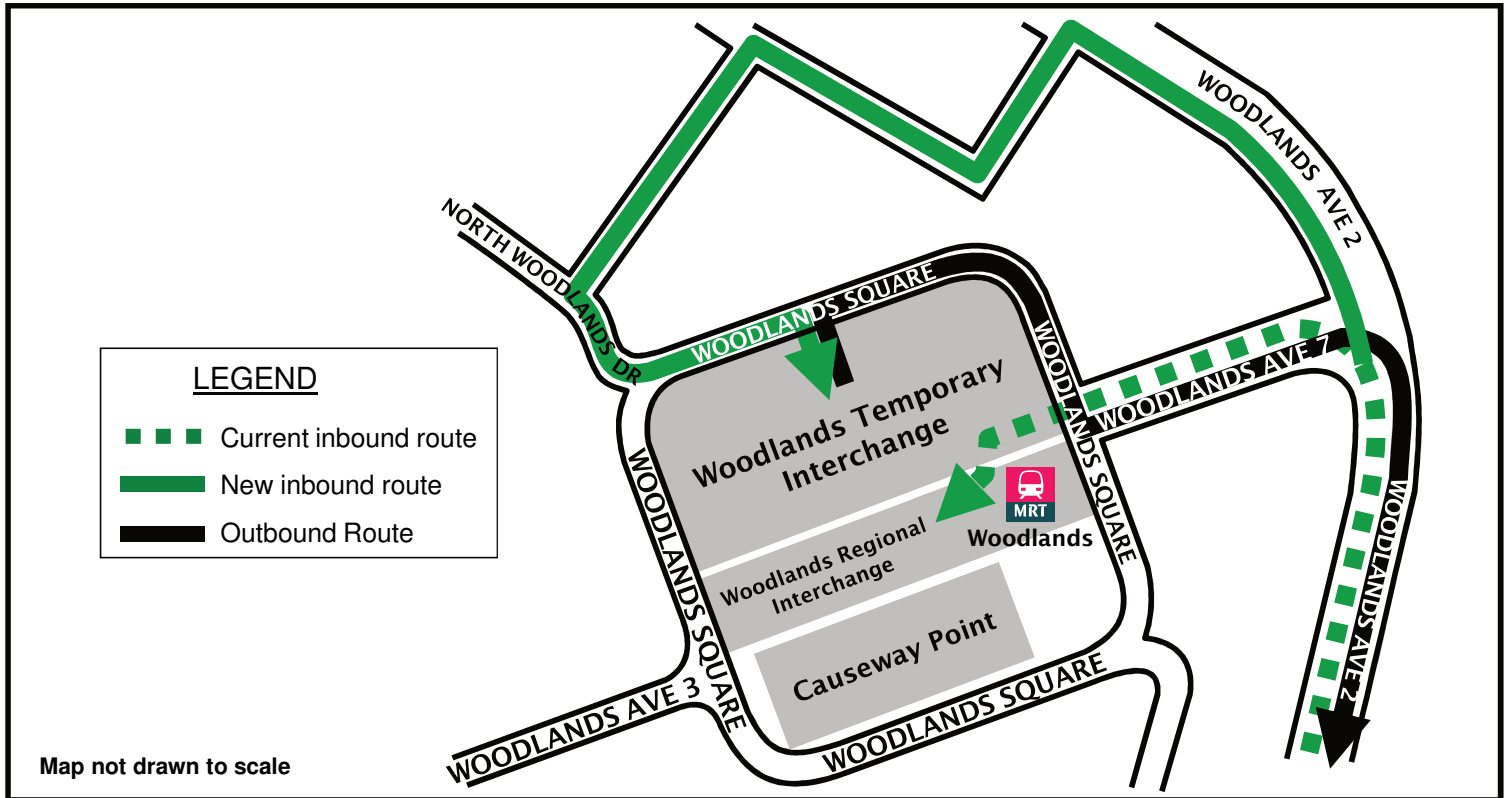 WOODLANDS AVE 2
NORTH WOODLANDS DR
WOODLANDS SQUARE
WOODLANDS SQUARE
WOODLANDS AVE 7
LEGEND
Current inbound route
New inbound route
Outbound Route
Woodlands Temporary
Interchange
MRT
Woodlands
Woodlands Regional
Interchange
WOODLANDS SQUARE
Causeway Point
WOODLANDS AVE 2
WOODLANDS AVE 3
WOODLANDS SQUARE
Map not drawn to scale